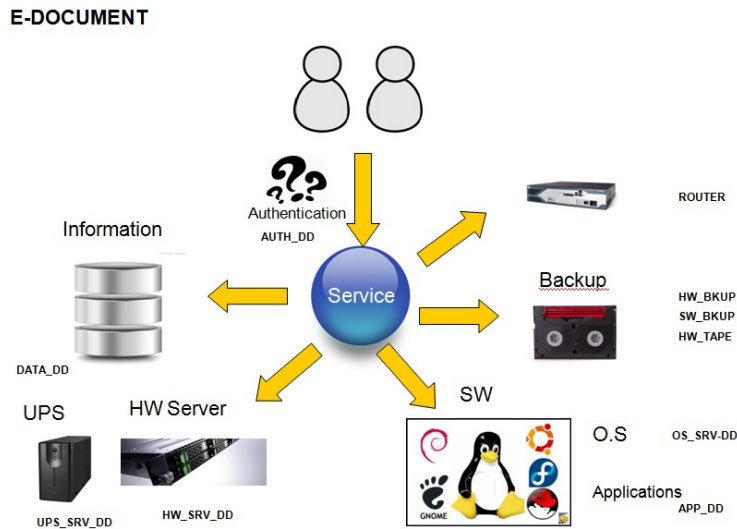 E-DOCUMENT
Authentication
AUTH_DD
ROUTER
Information
Service
Backup
HW_BKUP
SW_BKUP
HW_TAPE
DATA_DD
UPS
HW Server
SW
O.S
OS_SRV-DD
GNOME
Applications
APP_DD
UPS_SRV_DD
HW_SRV_DD